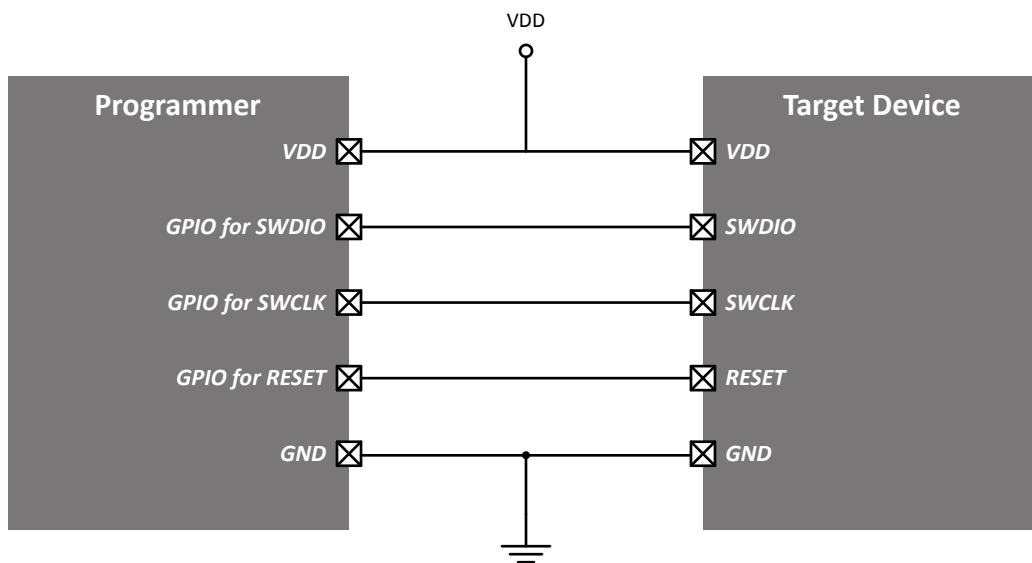 VDD
Programmer
Target Device
VDD
VDD
GPIO for SWDIO
SWDIO
GPIO for SWCLK
SWCLK
GPIO for RESET
RESET
GND
GND